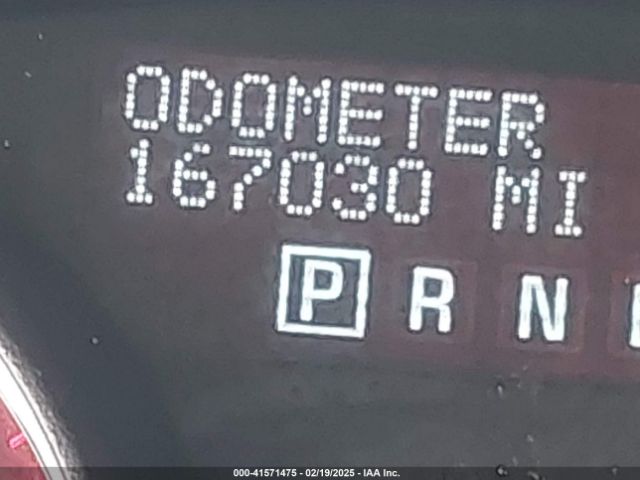 ODOMETER
167030 MI
P R N
000-41571475 - 02/19/2025 - IAA Inc.